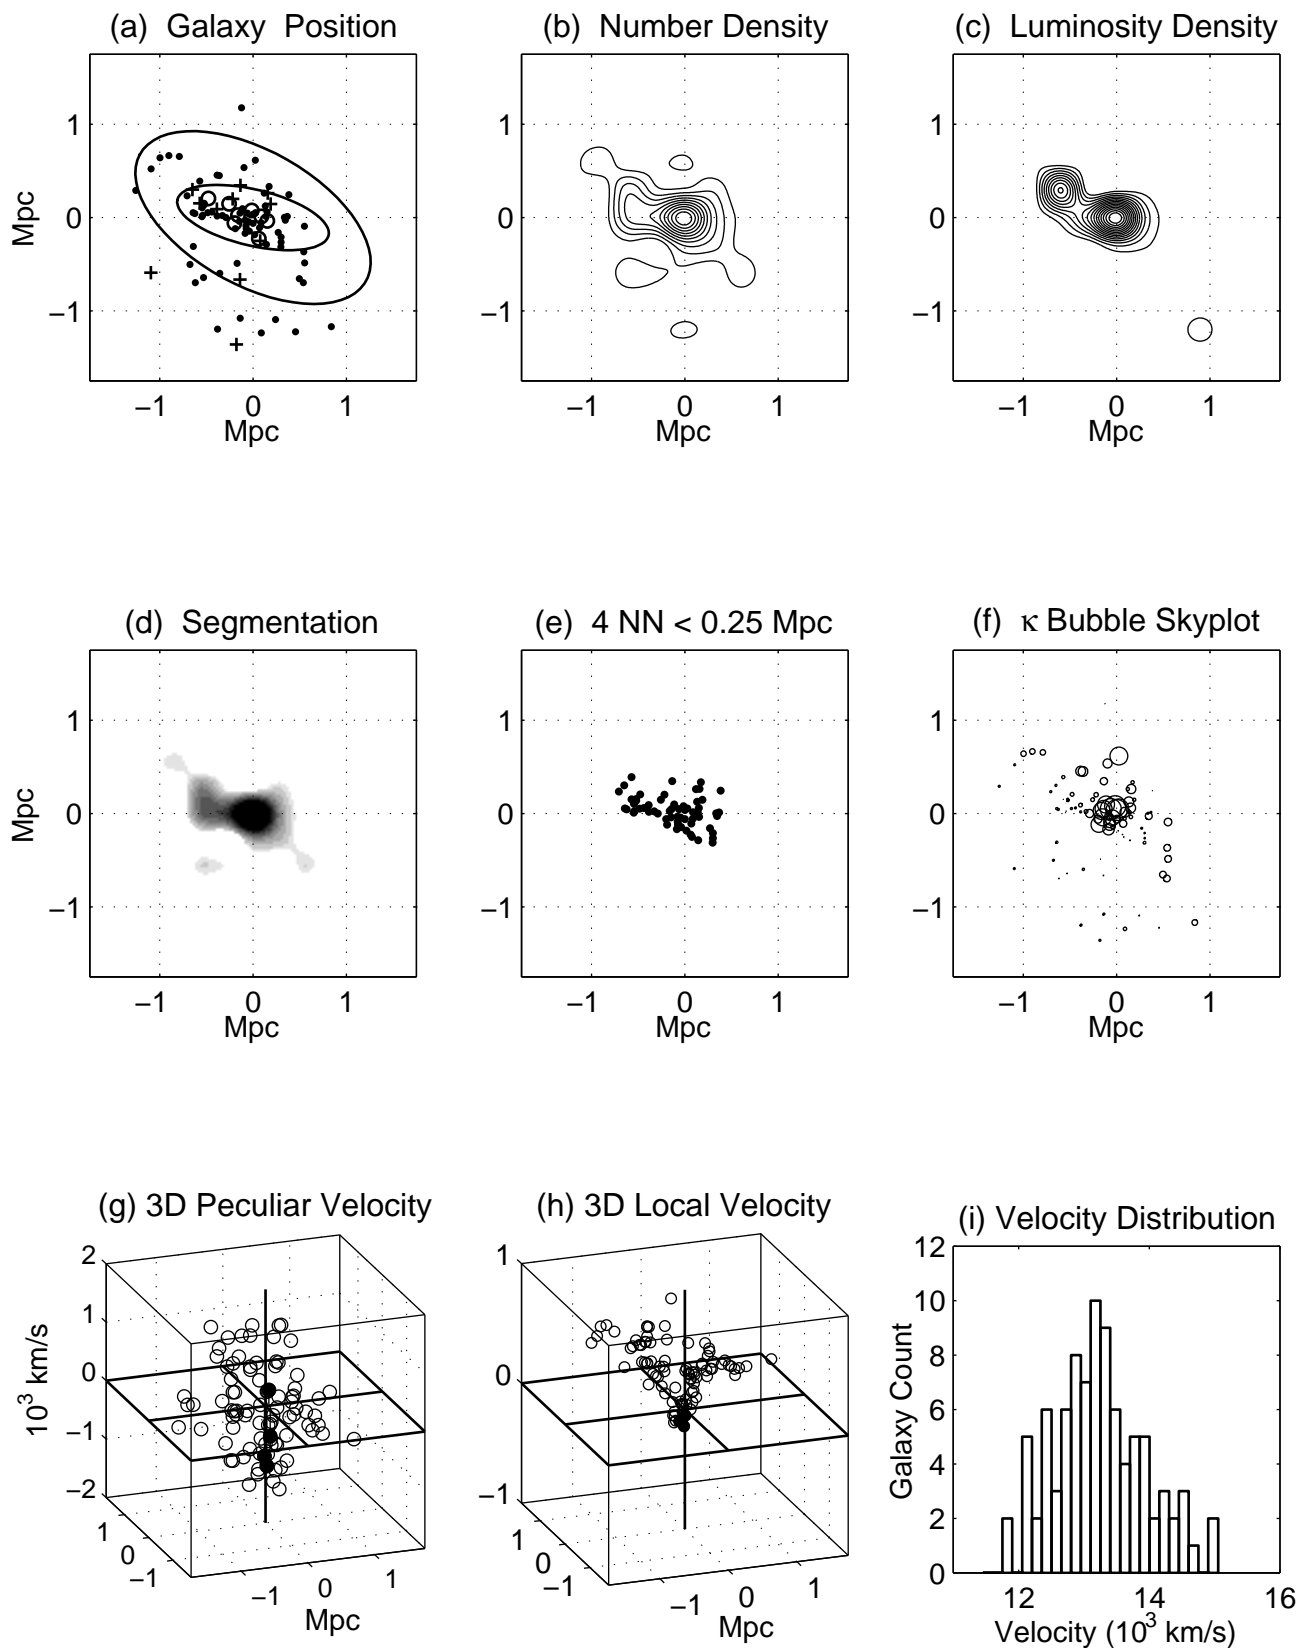 (a) Galaxy Position
(b) Number Density
(c) Luminosity Density
Mpc
1
0
−1
−1 0 1
Mpc
1
0
−1
−1 0 1
Mpc
1
0
−1
−1 0 1
Mpc
(d) Segmentation
(e) 4 NN < 0.25 Mpc
(f) κ Bubble Skyplot
Mpc
1
0
−1
−1 0 1
Mpc
1
0
−1
−1 0 1
Mpc
1
0
−1
−1 0 1
Mpc
(g) 3D Peculiar Velocity
(h) 3D Local Velocity
(i) Velocity Distribution
10³ km/s
2
1
0
−1
−2
1
0
−1
−1
0
1
Mpc
1
0
−1
1
0
−1
−1
0
1
Mpc
Galaxy Count
12
10
8
6
4
2
0
12 14 16
Velocity (10³ km/s)